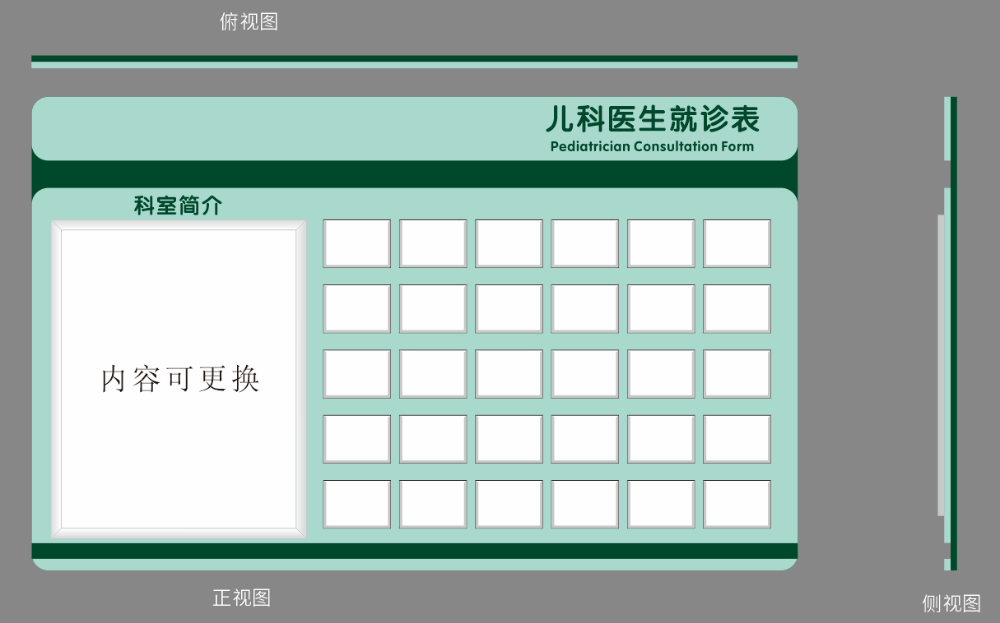 俯视图
儿科医生就诊表
Pediatrician Consultation Form
科室简介
内容可更换
正视图
侧视图